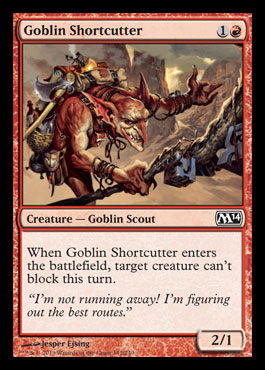 Goblin Shortcutter 1
Creature — Goblin Scout M14
When Goblin Shortcutter enters
the battlefield, target creature can't
block this turn.
"I'm not running away! I'm figuring
out the best routes."
Jesper Ejsing
2/1